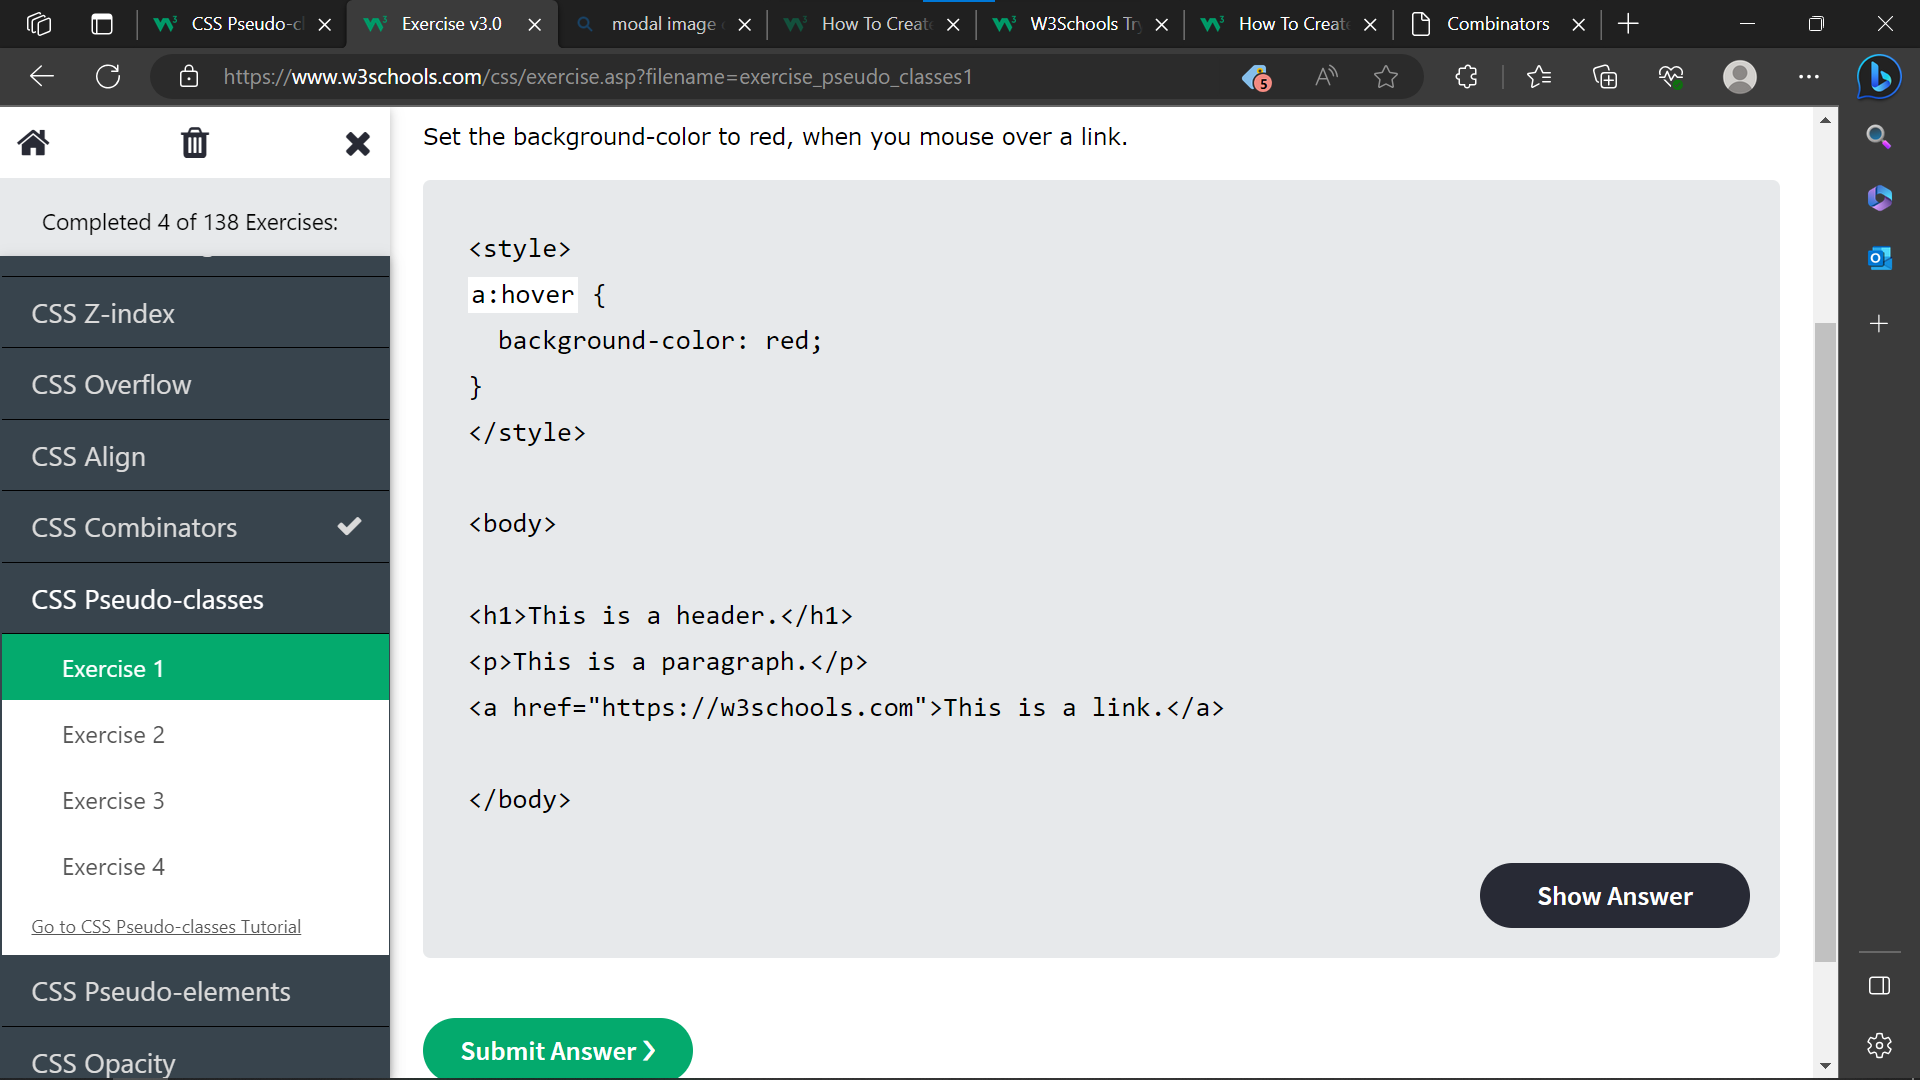 CSS Pseudo-cl
Exercise v3.0
modal image
How To Create
W3Schools Try
How To Create
Combinators
https://www.w3schools.com/css/exercise.asp?filename=exercise_pseudo_classes1
5
Completed 4 of 138 Exercises:
CSS Z-index
CSS Overflow
CSS Align
CSS Combinators
CSS Pseudo-classes
Exercise 1
Exercise 2
Exercise 3
Exercise 4
Go to CSS Pseudo-classes Tutorial
CSS Pseudo-elements
CSS Opacity
Set the background-color to red, when you mouse over a link.
<style>
a:hover {
background-color: red;
}
</style>
<body>
<h1>This is a header.</h1>
<p>This is a paragraph.</p>
<a href="https://w3schools.com">This is a link.</a>
</body>
Show Answer
Submit Answer ❯